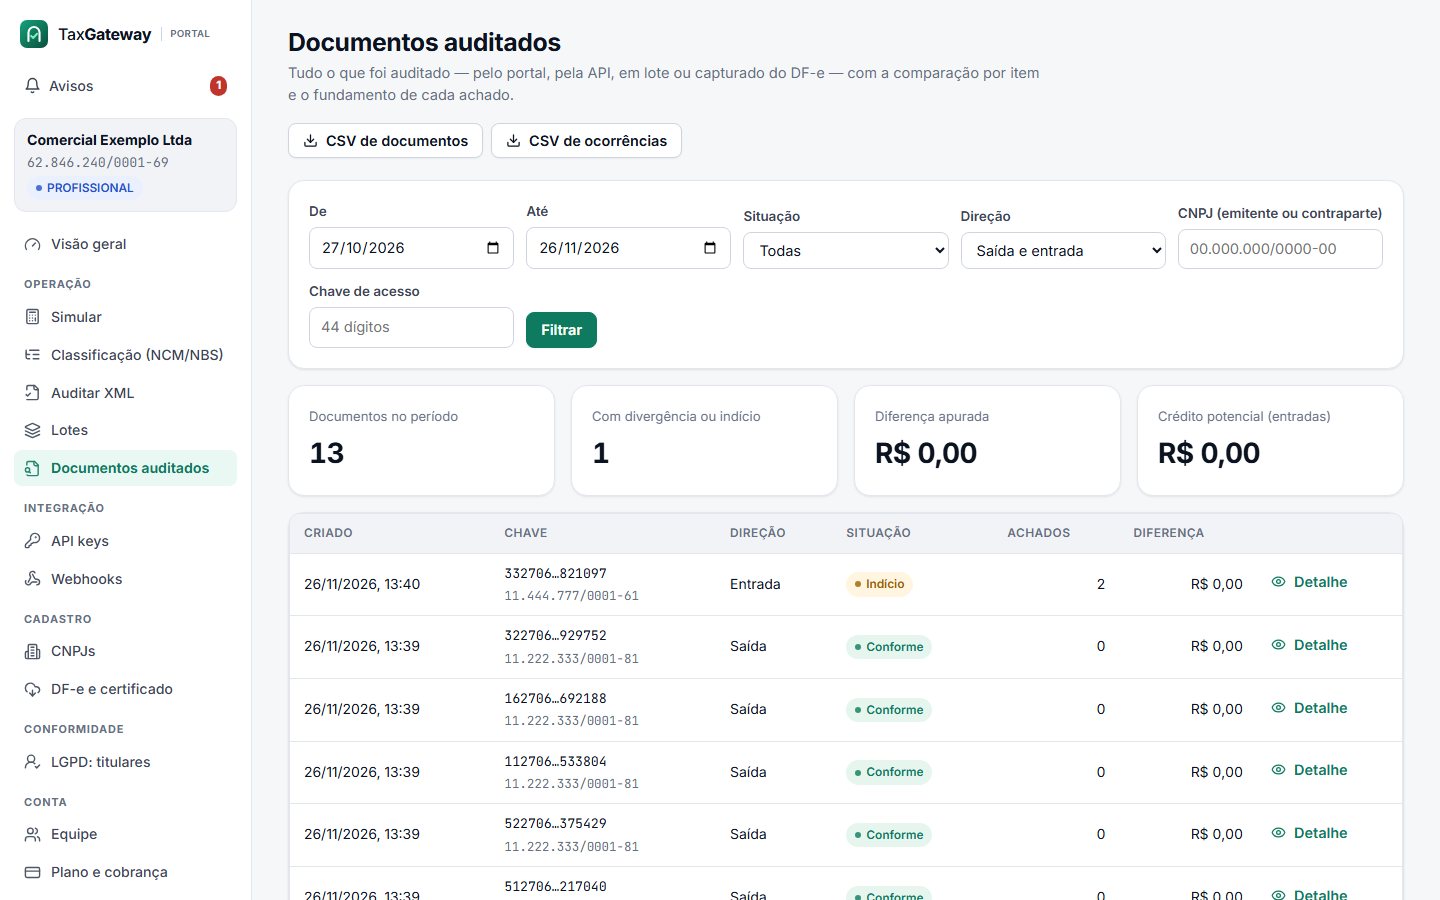 TaxGateway PORTAL
Avisos 1
Comercial Exemplo Ltda
62.846.240/0001-69
PROFISSIONAL
Visão geral
OPERAÇÃO
Simular
Classificação (NCM/NBS)
Auditar XML
Lotes
Documentos auditados
INTEGRAÇÃO
API keys
Webhooks
CADASTRO
CNPJs
DF-e e certificado
CONFORMIDADE
LGPD: titulares
CONTA
Equipe
Plano e cobrança
Documentos auditados
Tudo o que foi auditado — pelo portal, pela API, em lote ou capturado do DF-e — com a comparação por item
e o fundamento de cada achado.
CSV de documentos CSV de ocorrências
De Até Situação Direção CNPJ (emitente ou contraparte)
27/10/2026 26/11/2026 Todas Saída e entrada 00.000.000/0000-00
Chave de acesso
44 dígitos Filtrar
Documentos no período Com divergência ou indício Diferença apurada Crédito potencial (entradas)
13 1 R$ 0,00 R$ 0,00
CRIADO CHAVE DIREÇÃO SITUAÇÃO ACHADOS DIFERENÇA
26/11/2026, 13:40 332706…821097 Entrada Indício 2 R$ 0,00 Detalhe
11.444.777/0001-61
26/11/2026, 13:39 322706…929752 Saída Conforme 0 R$ 0,00 Detalhe
11.222.333/0001-81
26/11/2026, 13:39 162706…692188 Saída Conforme 0 R$ 0,00 Detalhe
11.222.333/0001-81
26/11/2026, 13:39 112706…533804 Saída Conforme 0 R$ 0,00 Detalhe
11.222.333/0001-81
26/11/2026, 13:39 522706…375429 Saída Conforme 0 R$ 0,00 Detalhe
11.222.333/0001-81
26/11/2026, 13:39 512706…217040 Saída Conforme 0 R$ 0,00 Detalhe